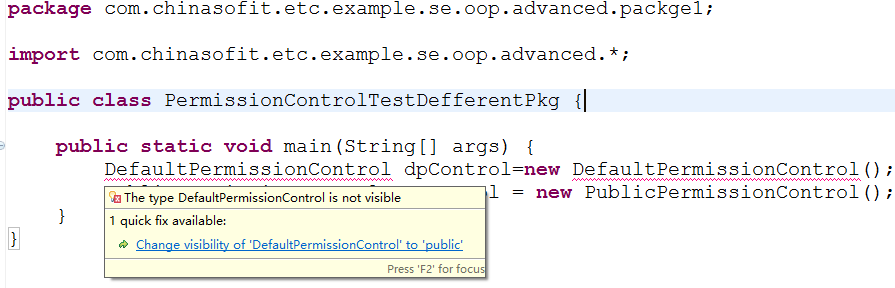 package com.chinasofit.etc.example.se.oop.advanced.packge1;
import com.chinasofit.etc.example.se.oop.advanced.*;
public class PermissionControlTestDefferentPkg {
public static void main(String[] args) {
DefaultPermissionControl dpControl=new DefaultPermissionControl();
l = new PublicPermissionControl();
The type DefaultPermissionControl is not visible
1 quick fix available:
Change visibility of 'DefaultPermissionControl' to 'public'
Press 'F2' for focus
}
}